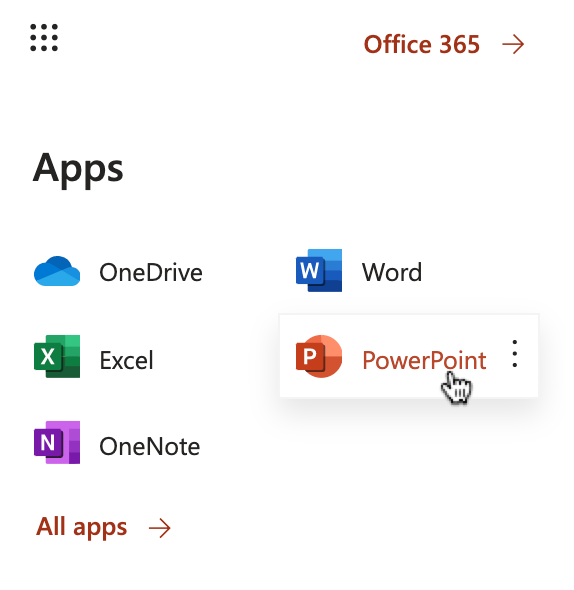 Office 365
Apps
OneDrive
Word
Excel
PowerPoint
OneNote
All apps